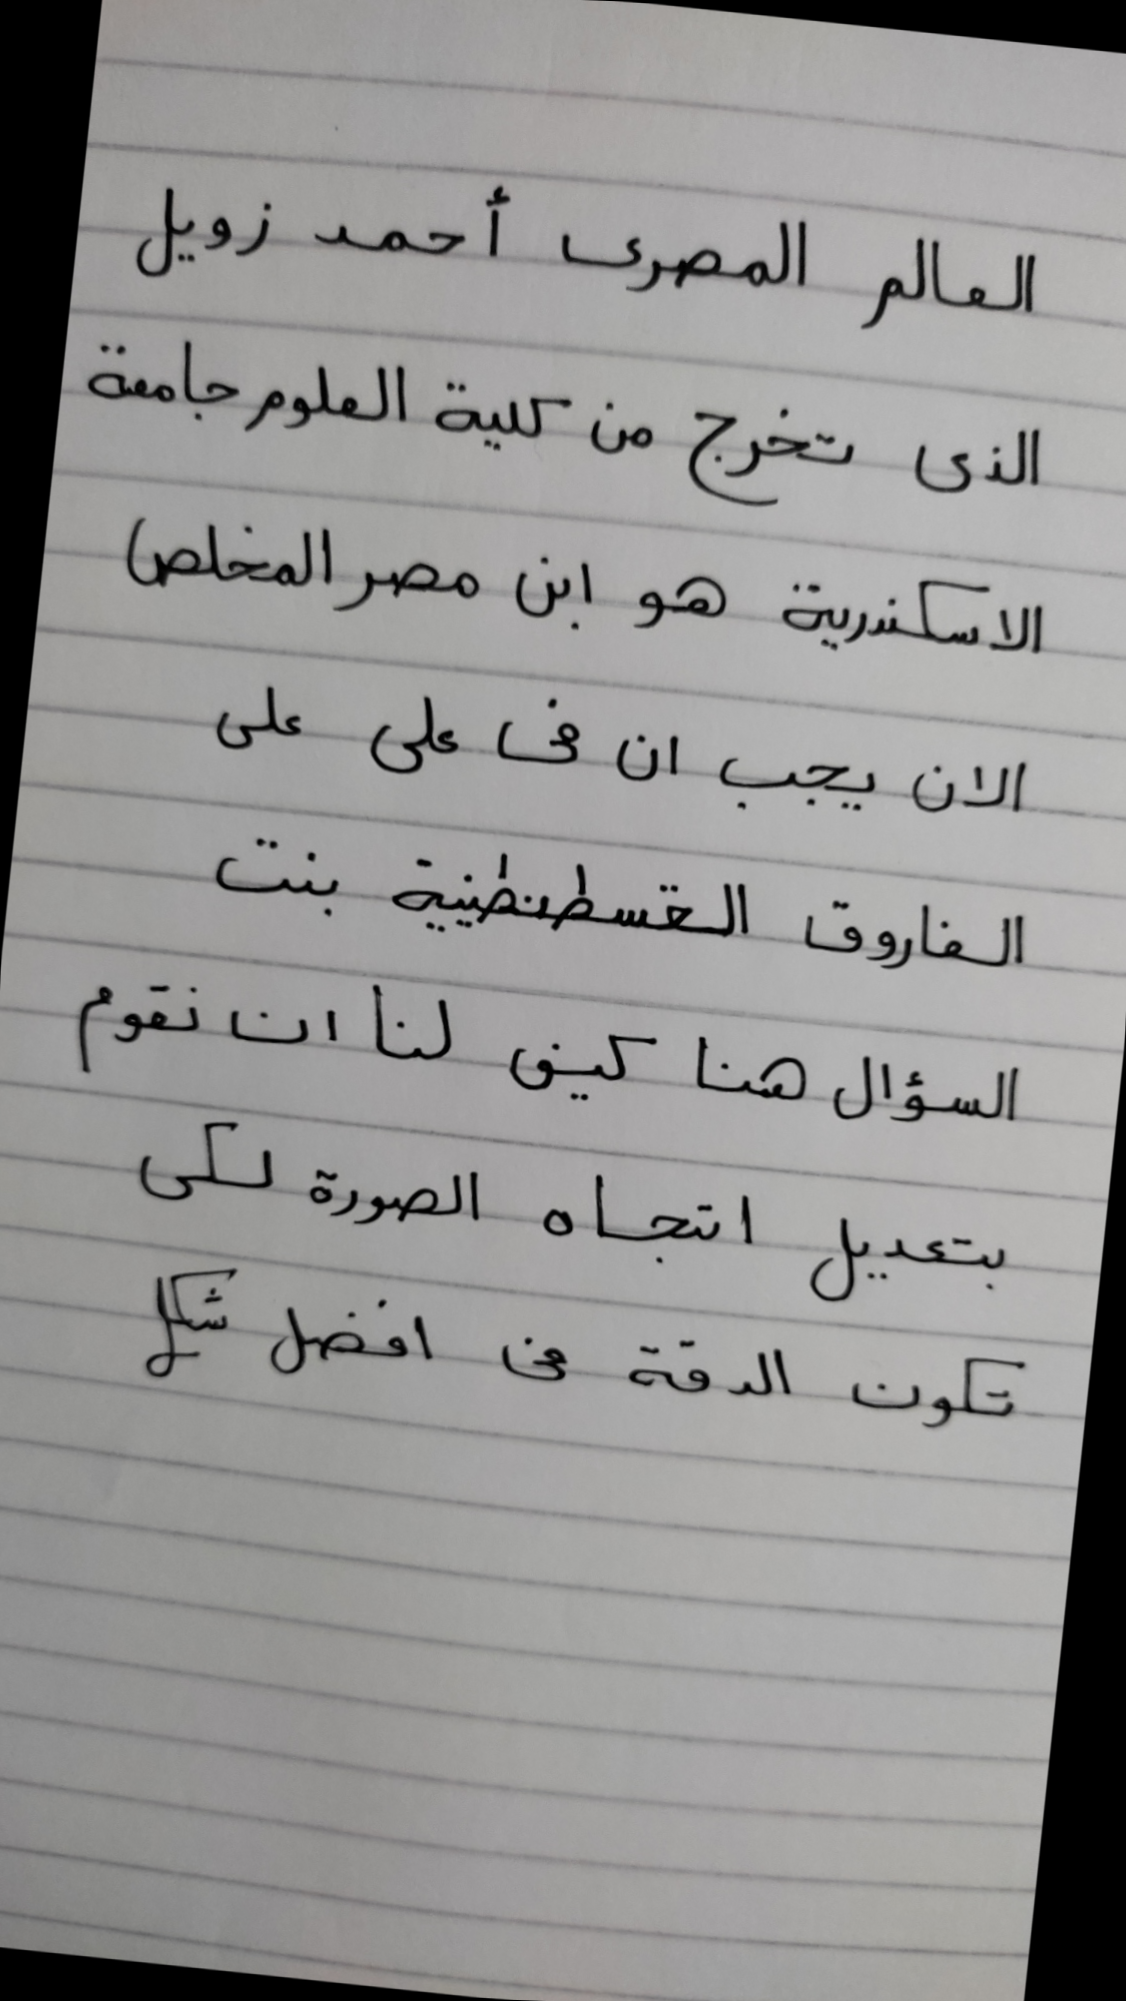 العالم المصرى أحمد زويل
الذى تخرج من كلية العلوم جامعة
الاسكندرية هو ابن مصر المخلص
الان يجب ان فى على على
الفاروق القسطنطينية بنت
السؤال هنا كيف لنا ان نقوم
بتعديل اتجاه الصورة لكى
تكون الدقة فى افضل شكل